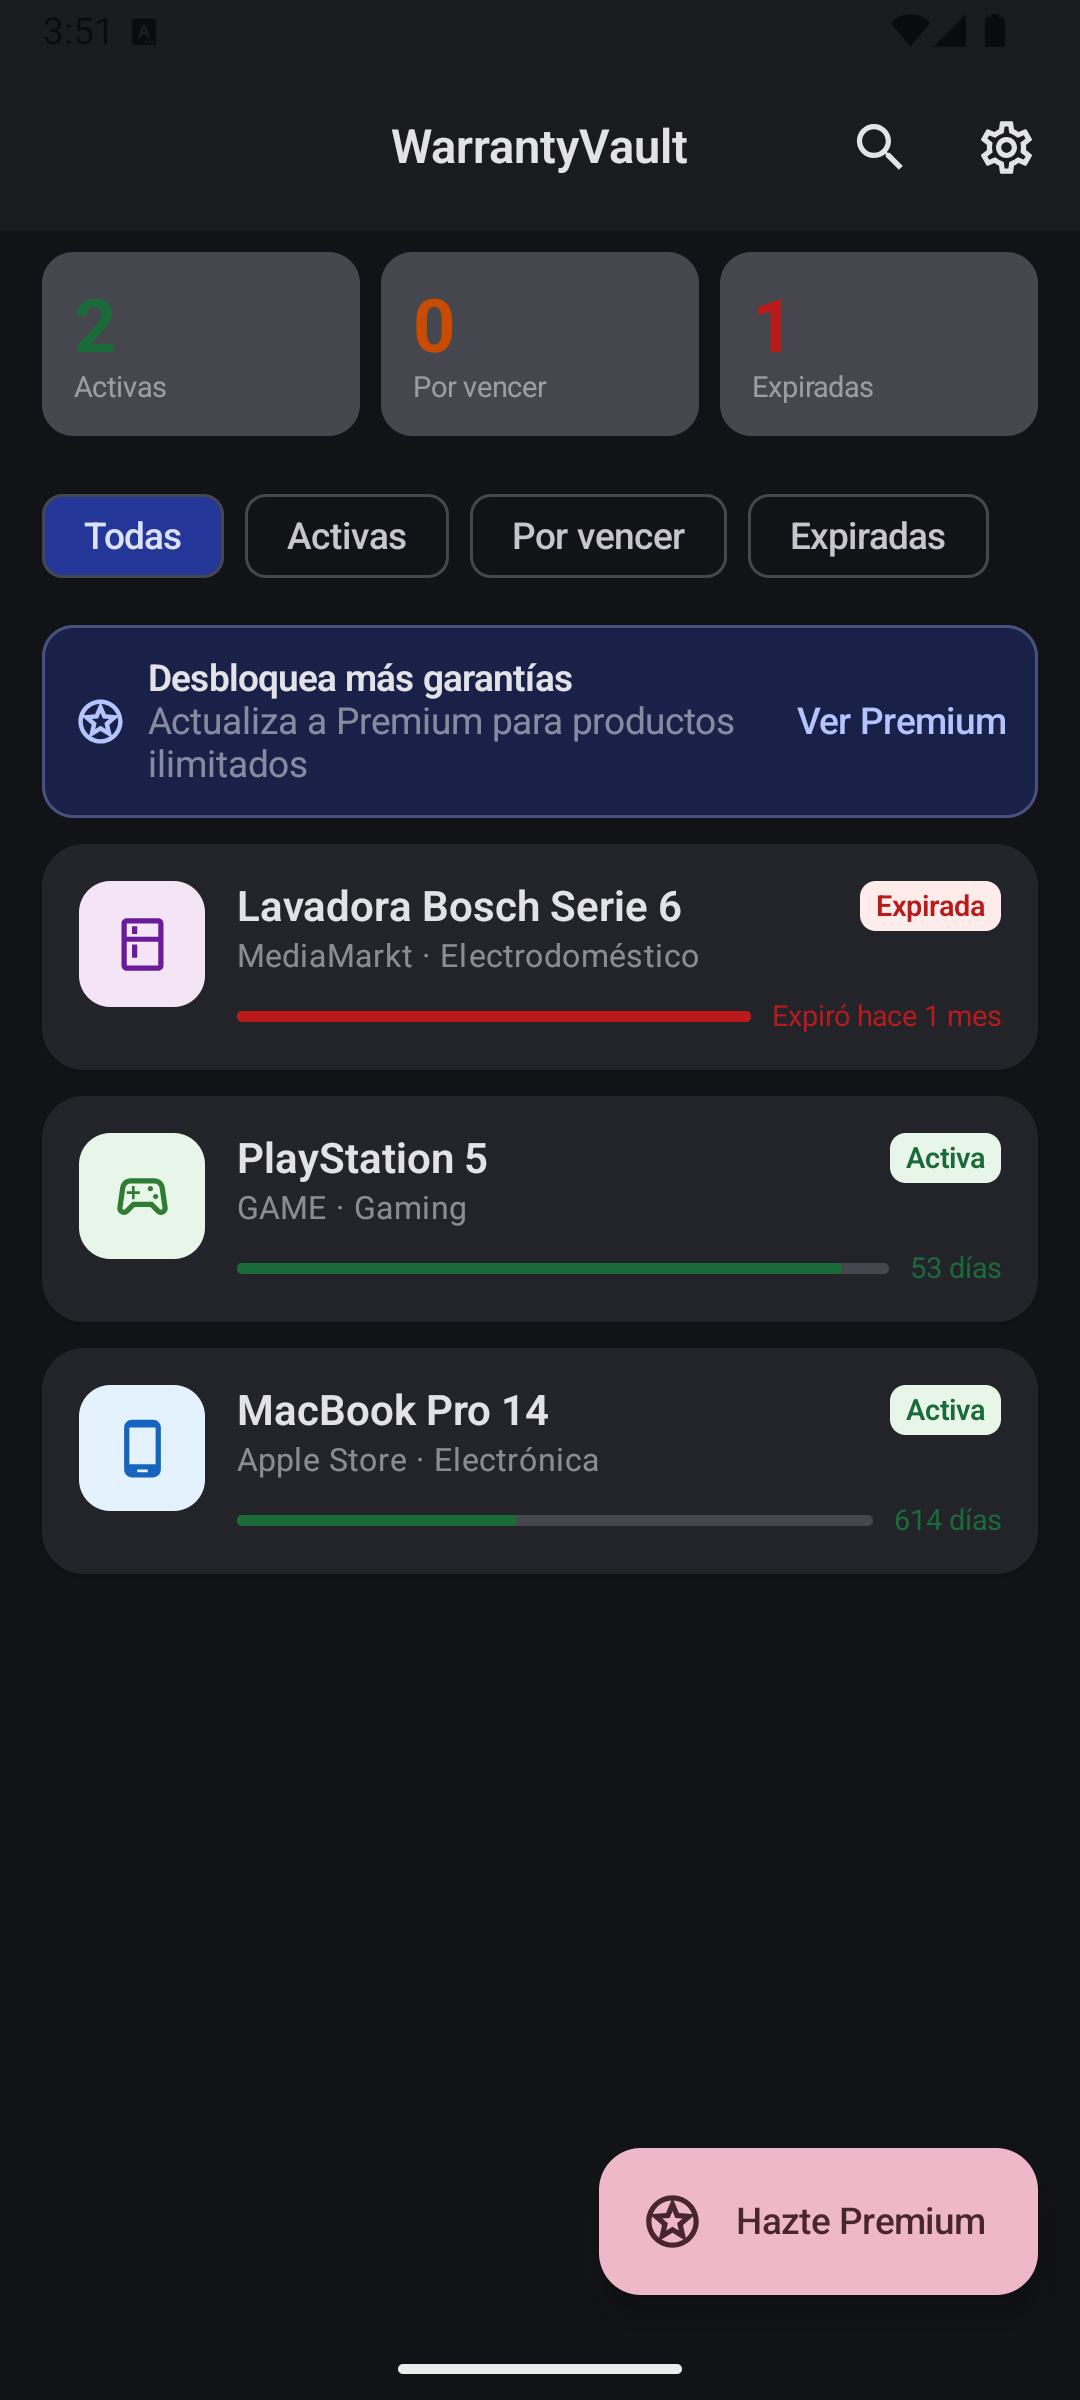 3:51
WarrantyVault
2
Activas
0
Por vencer
1
Expiradas
Todas
Activas
Por vencer
Expiradas
Desbloquea más garantías
Actualiza a Premium para productos
ilimitados
Ver Premium
Lavadora Bosch Serie 6
Expirada
MediaMarkt · Electrodoméstico
Expiró hace 1 mes
PlayStation 5
Activa
GAME · Gaming
53 días
MacBook Pro 14
Activa
Apple Store · Electrónica
614 días
Hazte Premium